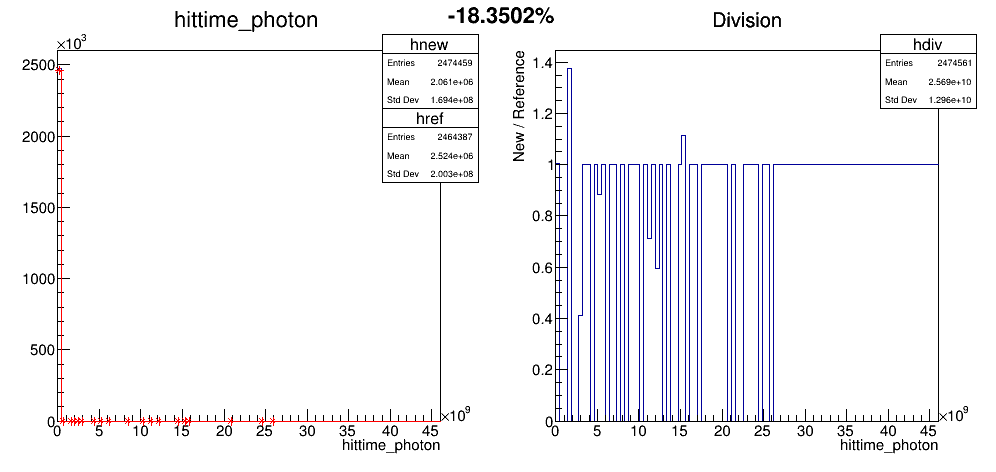 -18.3502%
hittime_photon
×10³
hnew
Entries 2474459
Mean 2.061e+06
Std Dev 1.694e+08
href
Entries 2464387
Mean 2.524e+06
Std Dev 2.003e+08
2500
2000
1500
1000
500
0
0 5 10 15 20 25 30 35 40 45
×10⁹
hittime_photon
Division
hdiv
Entries 2474561
Mean 2.569e+10
Std Dev 1.296e+10
New / Reference
1.4
1.2
1
0.8
0.6
0.4
0.2
0
0 5 10 15 20 25 30 35 40 45
×10⁹
hittime_photon